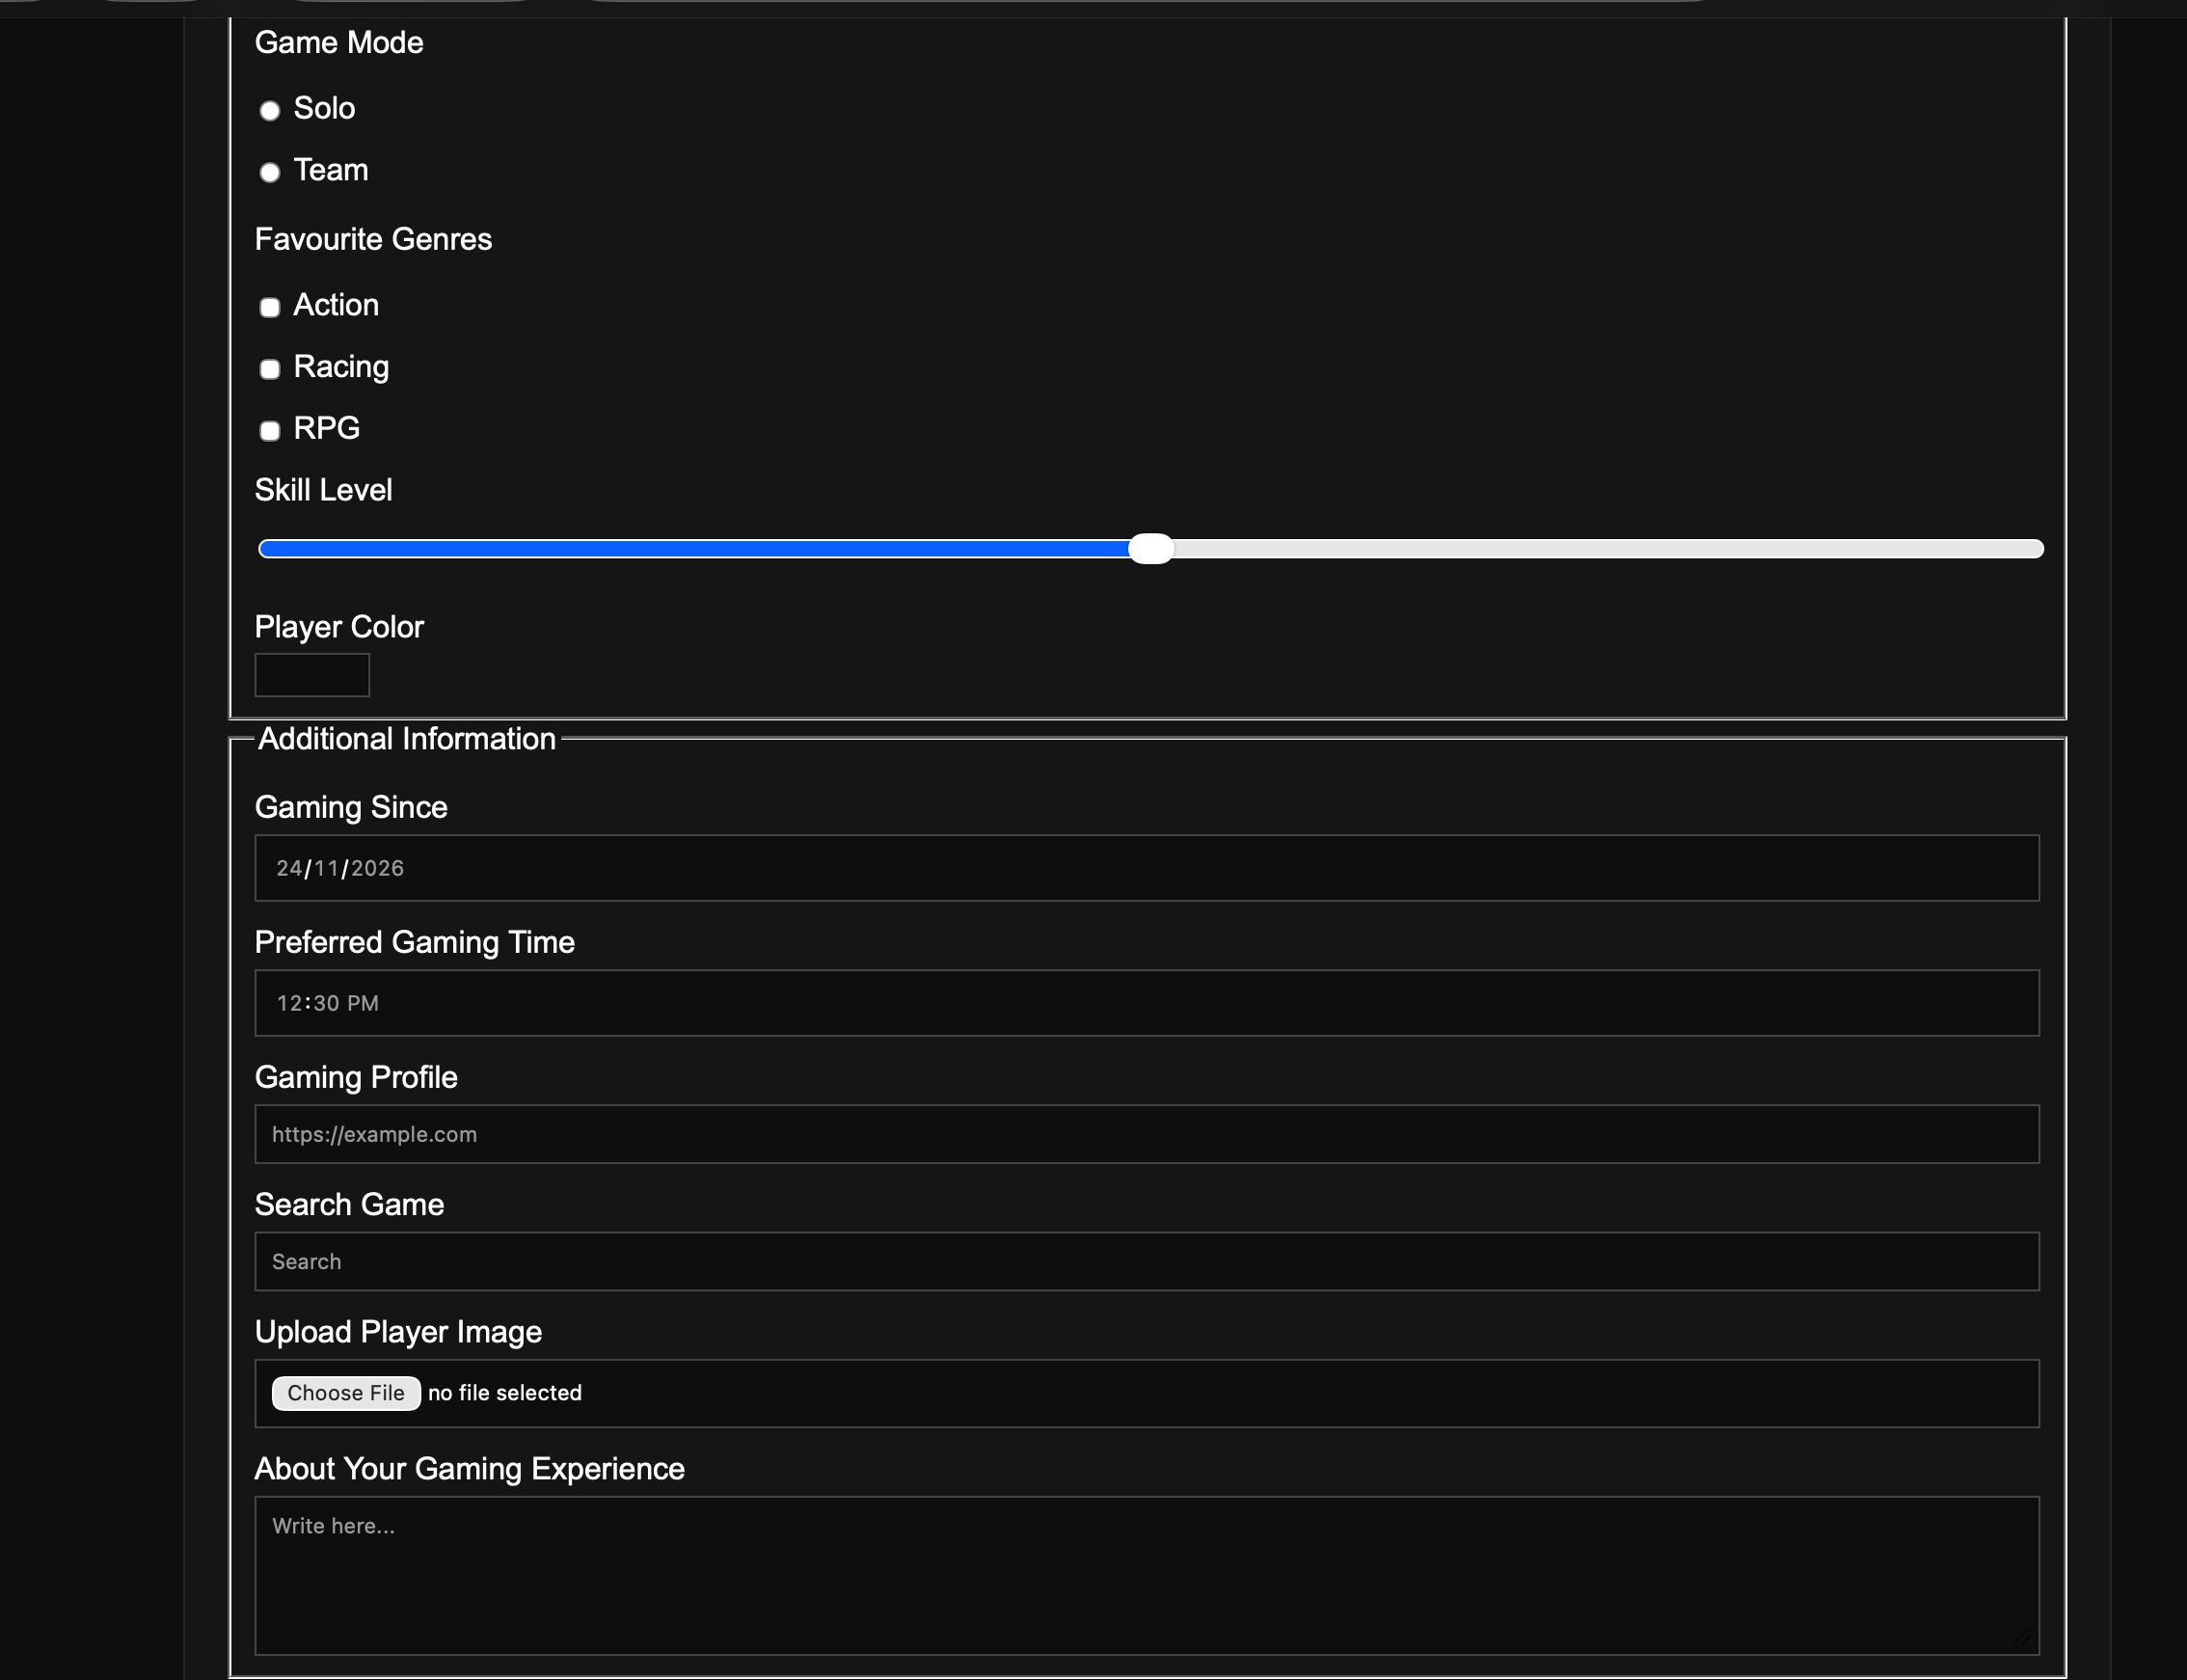 Game Mode
Solo
Team
Favourite Genres
Action
Racing
RPG
Skill Level
Player Color
Additional Information
Gaming Since
24/11/2026
Preferred Gaming Time
12:30 PM
Gaming Profile
https://example.com
Search Game
Search
Upload Player Image
Choose File no file selected
About Your Gaming Experience
Write here...